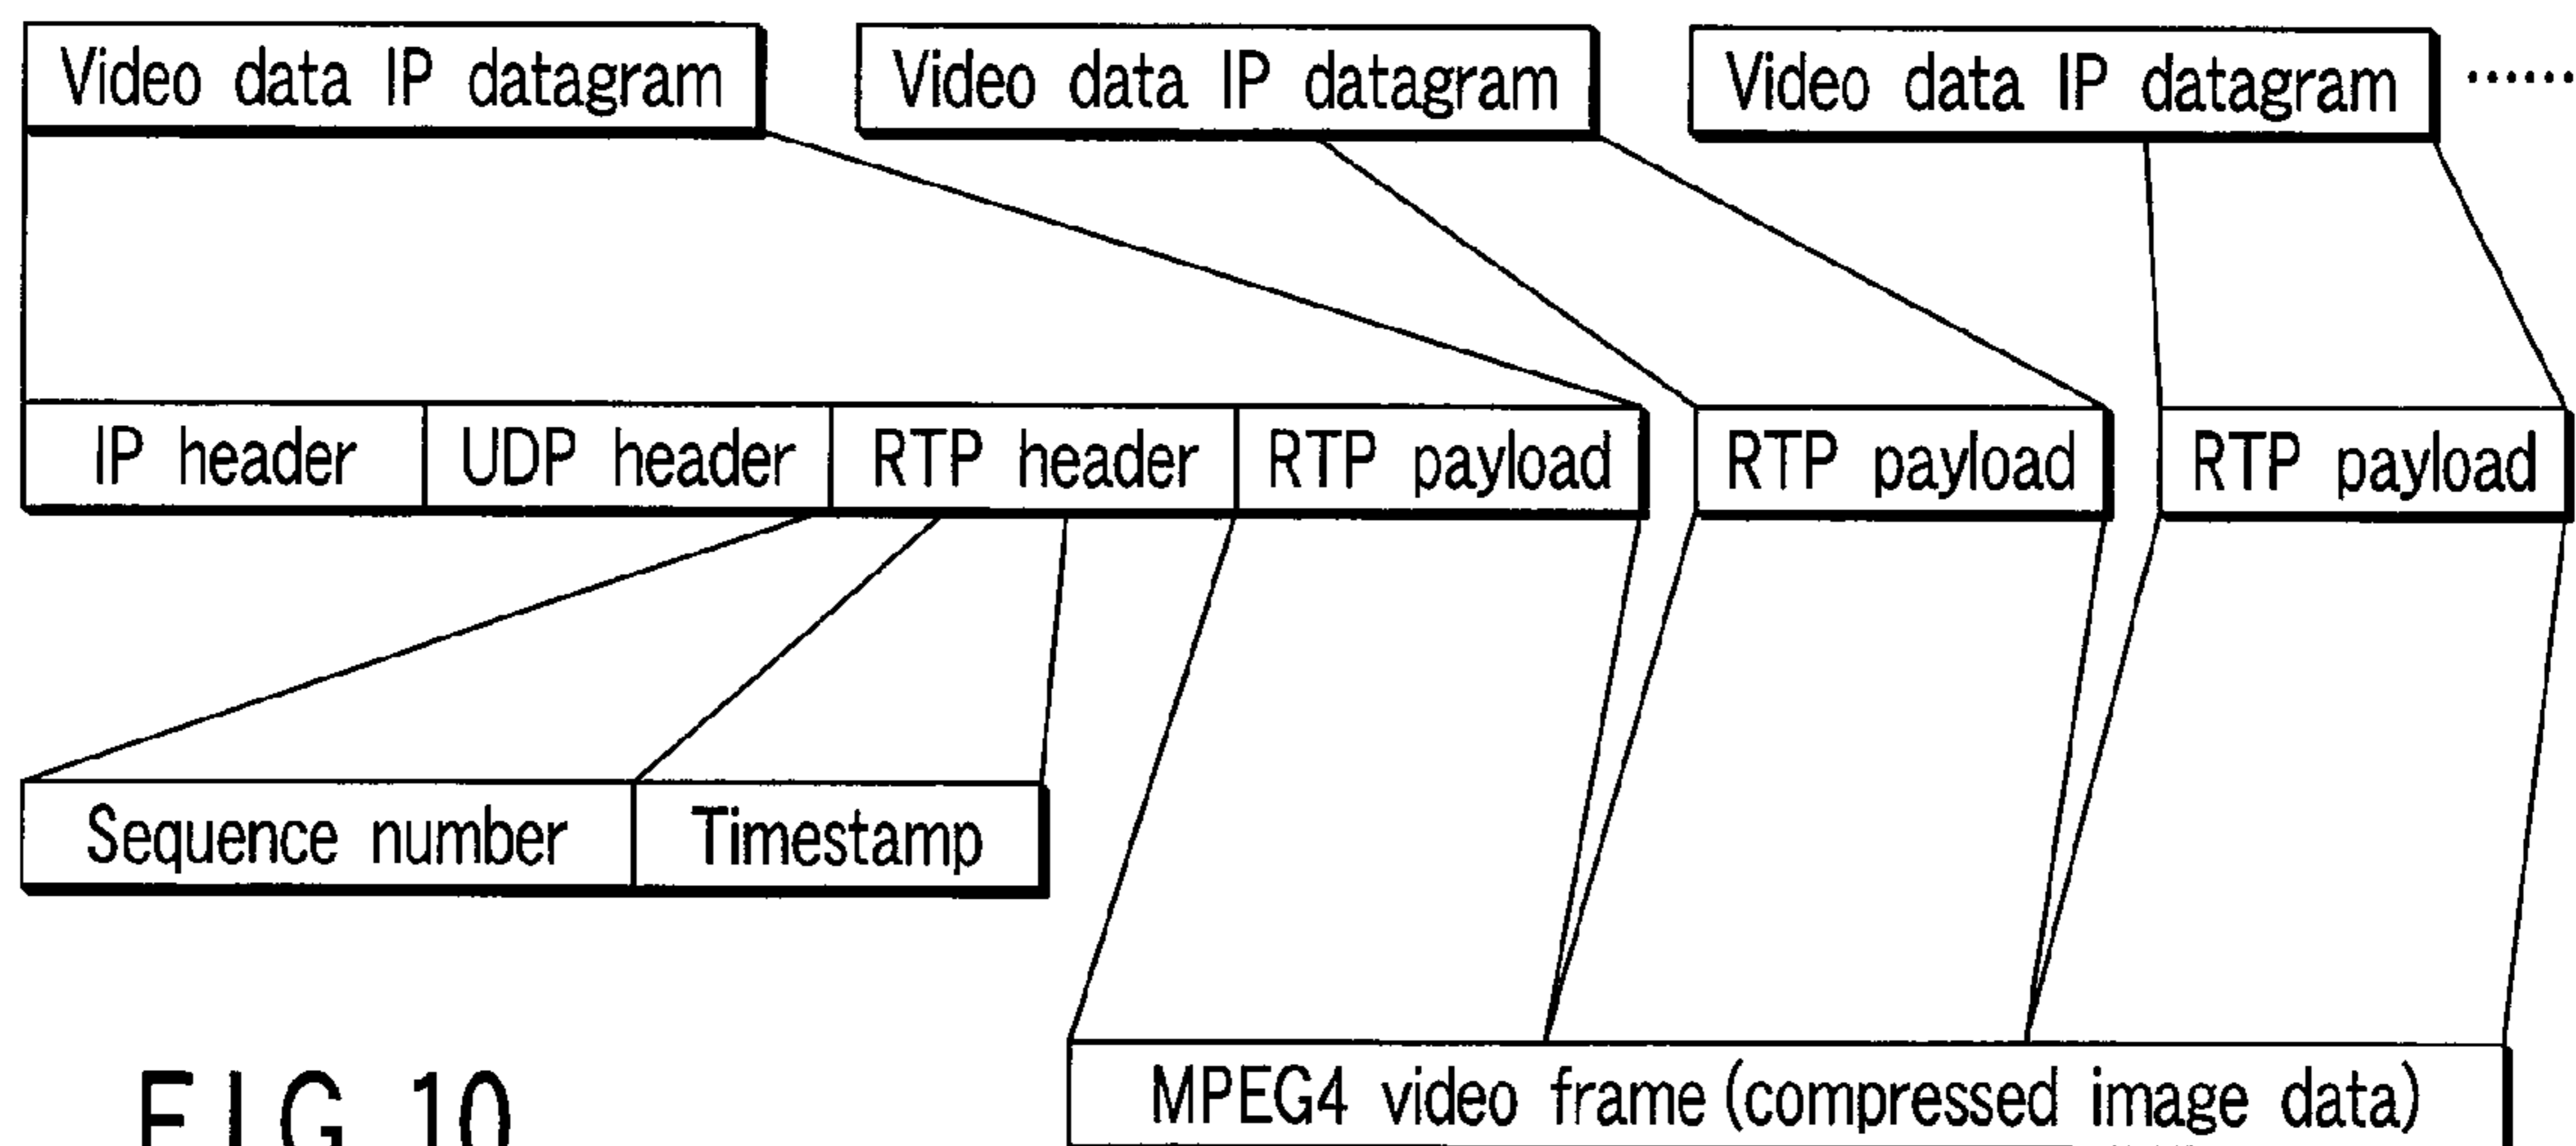 Video data IP datagram Video data IP datagram Video data IP datagram ......
IP header UDP header RTP header RTP payload RTP payload RTP payload
Sequence number Timestamp
MPEG4 video frame (compressed image data)
FIG. 10